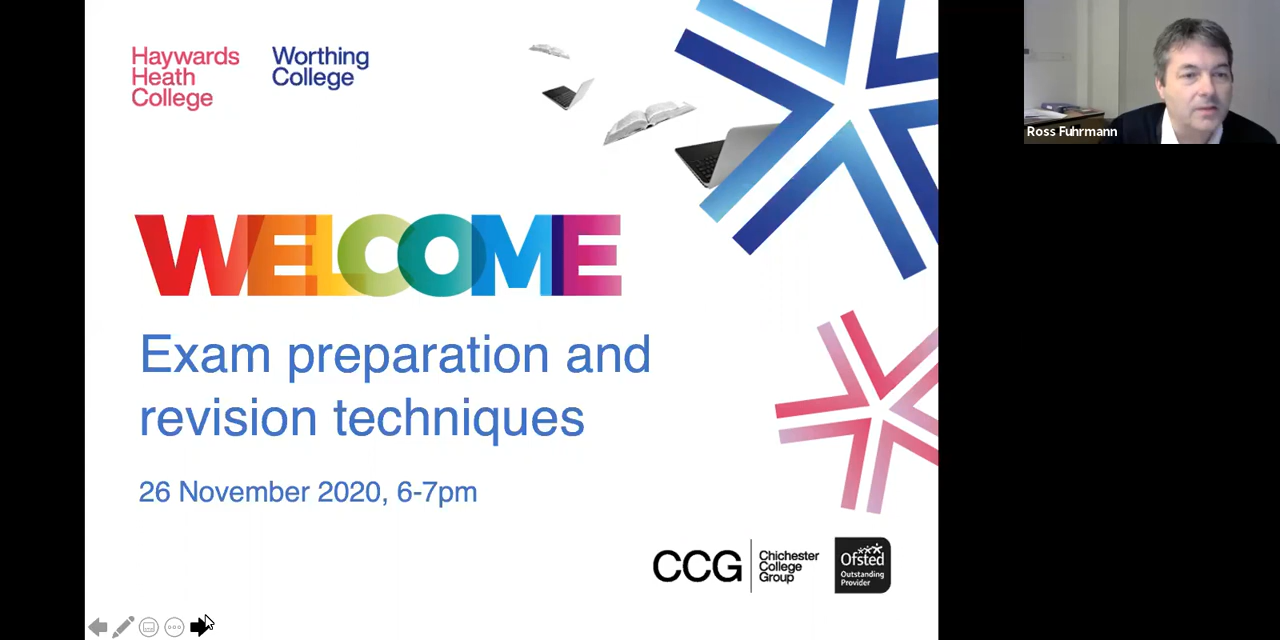 Haywards
Heath
College
Worthing
College
WELCOME
Exam preparation and
revision techniques
26 November 2020, 6-7pm
CCG
Chichester
College
Group
Ofsted
Outstanding
Provider
Ross Fuhrmann